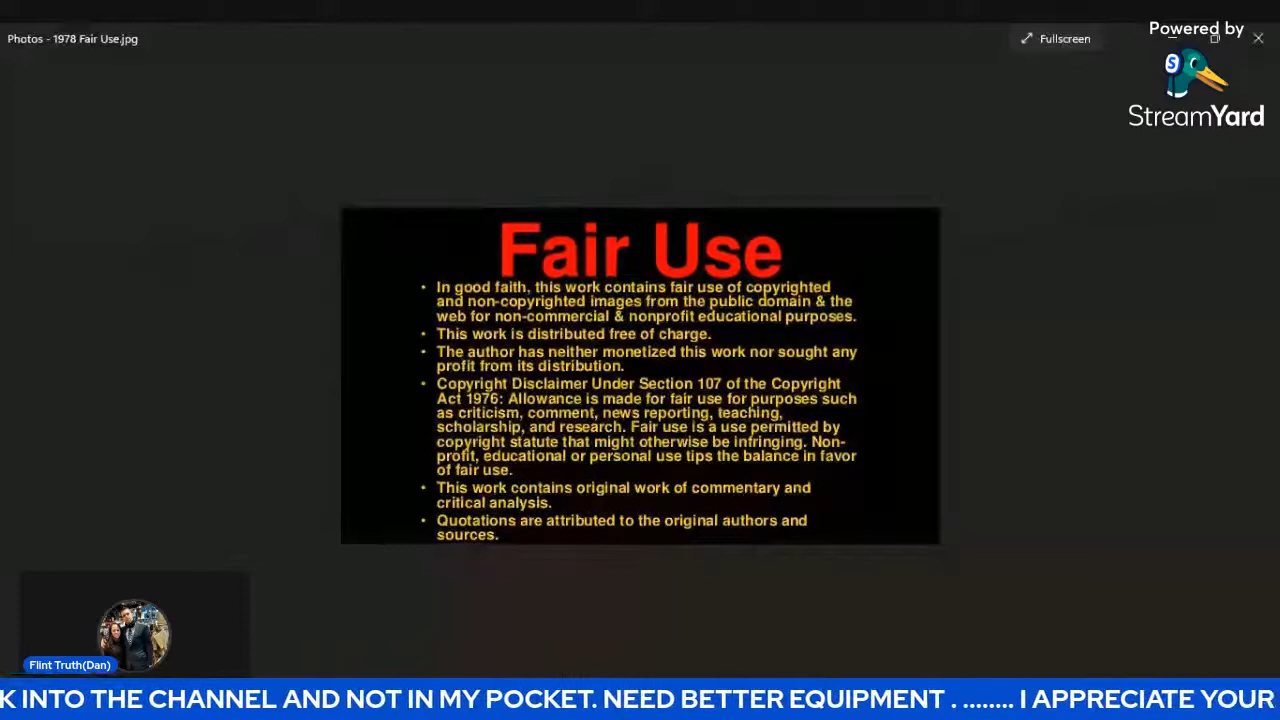 Photos - 1978 Fair Use.jpg
Fullscreen
Powered by
StreamYard
Fair Use
• In good faith, this work contains fair use of copyrighted
and non-copyrighted images from the public domain & the
web for non-commercial & nonprofit educational purposes.
• This work is distributed free of charge.
• The author has neither monetized this work nor sought any
profit from its distribution.
• Copyright Disclaimer Under Section 107 of the Copyright
Act 1976: Allowance is made for fair use for purposes such
as criticism, comment, news reporting, teaching,
scholarship, and research. Fair use is a use permitted by
copyright statute that might otherwise be infringing. Non-
profit, educational or personal use tips the balance in favor
of fair use.
• This work contains original work of commentary and
critical analysis.
• Quotations are attributed to the original authors and
sources.
Flint Truth(Dan)
K INTO THE CHANNEL AND NOT IN MY POCKET. NEED BETTER EQUIPMENT . ........ I APPRECIATE YOUR